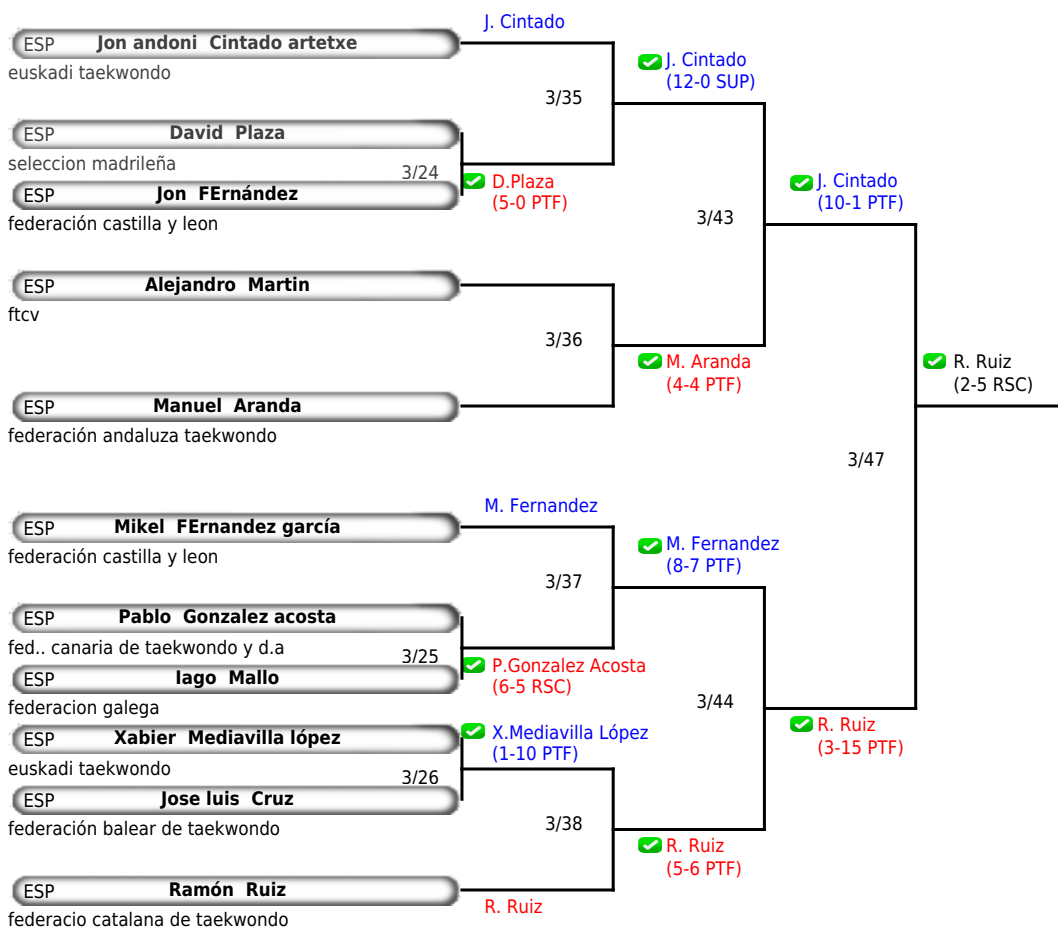 J. Cintado
ESP Jon andoni Cintado artetxe
euskadi taekwondo
J. Cintado
(12-0 SUP)
3/35
ESP David Plaza
seleccion madrileña
3/24
D.Plaza
(5-0 PTF)
ESP Jon FErnández
federación castilla y leon
J. Cintado
(10-1 PTF)
3/43
ESP Alejandro Martin
ftcv
3/36
M. Aranda
(4-4 PTF)
R. Ruiz
(2-5 RSC)
ESP Manuel Aranda
federación andaluza taekwondo
3/47
M. Fernandez
ESP Mikel FErnandez garcía
federación castilla y leon
M. Fernandez
(8-7 PTF)
3/37
ESP Pablo Gonzalez acosta
fed.. canaria de taekwondo y d.a
3/25
P.Gonzalez Acosta
(6-5 RSC)
ESP Iago Mallo
federacion galega
3/44
R. Ruiz
(3-15 PTF)
ESP Xabier Mediavilla lópez
X.Mediavilla López
(1-10 PTF)
euskadi taekwondo
3/26
ESP Jose luis Cruz
federación balear de taekwondo
3/38
R. Ruiz
(5-6 PTF)
ESP Ramón Ruiz
R. Ruiz
federacio catalana de taekwondo